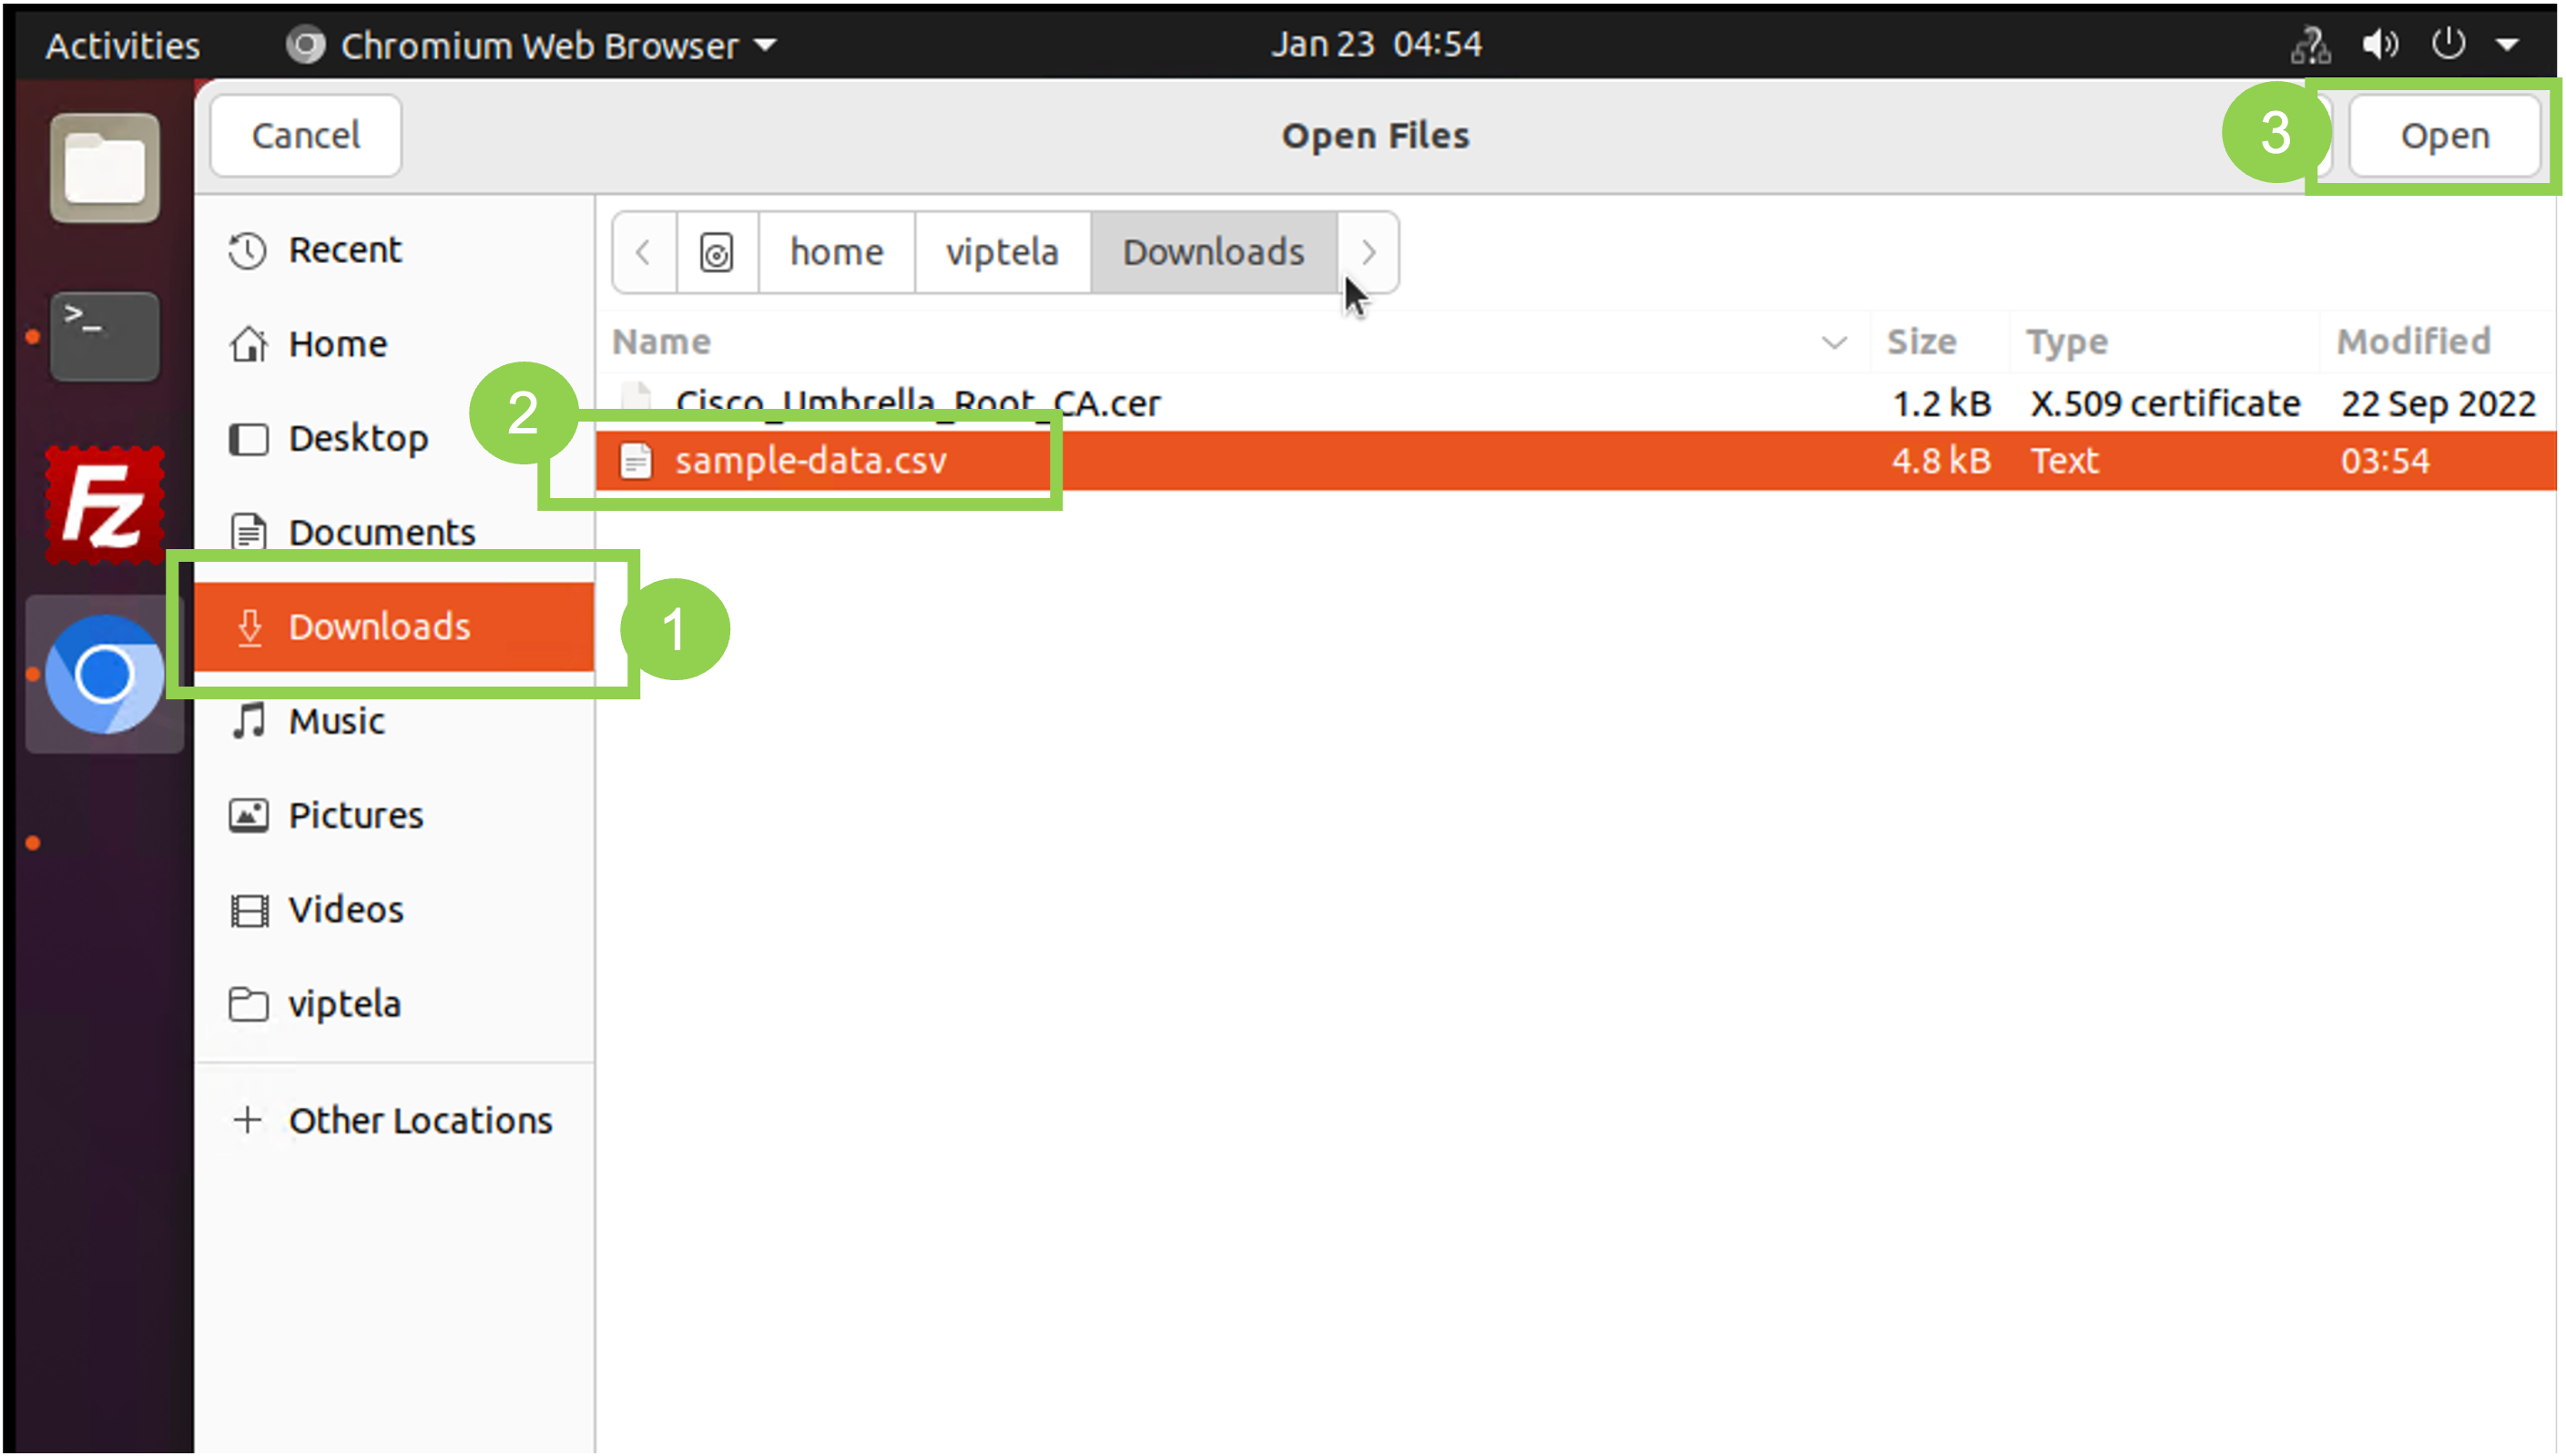 Activities Chromium Web Browser Jan 23 04:54
Cancel Open Files 3 Open
Recent
Home
Desktop
Documents
Downloads 1
Music
Pictures
Videos
viptela
Other Locations
home viptela Downloads
Name Size Type Modified
Cisco_Umbrella_Root_CA.cer 1.2 kB X.509 certificate 22 Sep 2022
2 sample-data.csv 4.8 kB Text 03:54
>_
Fz